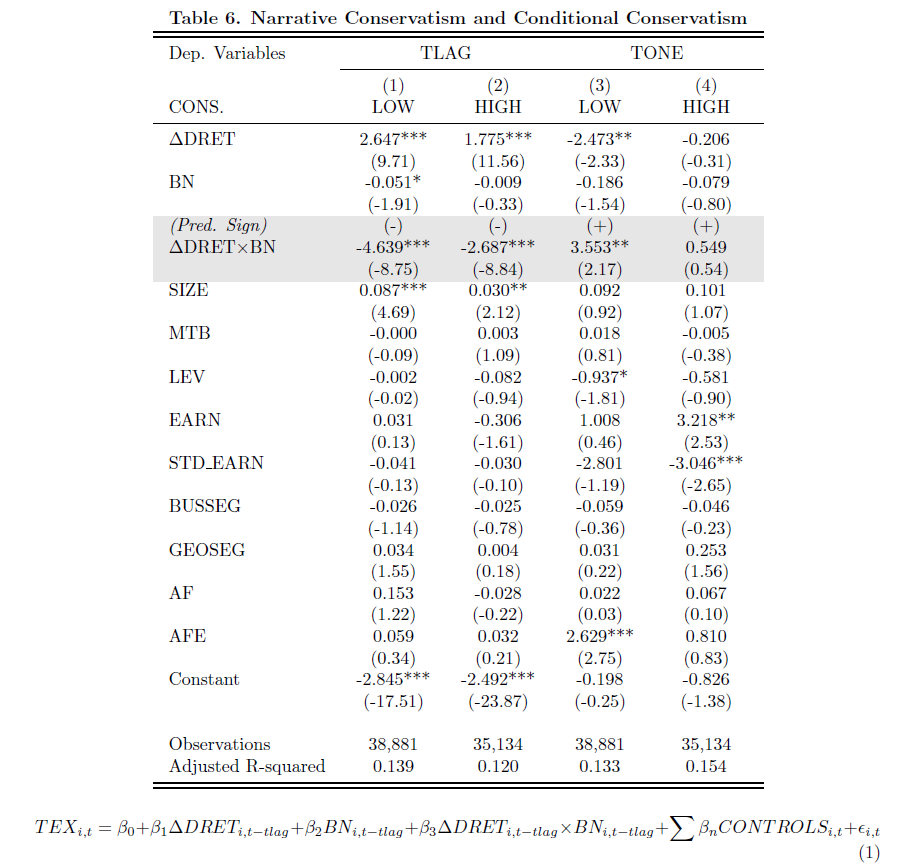 Table 6. Narrative Conservatism and Conditional Conservatism
Dep. Variables TLAG TONE
(1) (2) (3) (4)
CONS. LOW HIGH LOW HIGH
ΔDRET 2.647*** 1.775*** -2.473** -0.206
(9.71) (11.56) (-2.33) (-0.31)
BN -0.051* -0.009 -0.186 -0.079
(-1.91) (-0.33) (-1.54) (-0.80)
(Pred. Sign) (-) (-) (+) (+)
ΔDRET×BN -4.639*** -2.687*** 3.553** 0.549
(-8.75) (-8.84) (2.17) (0.54)
SIZE 0.087*** 0.030** 0.092 0.101
(4.69) (2.12) (0.92) (1.07)
MTB -0.000 0.003 0.018 -0.005
(-0.09) (1.09) (0.81) (-0.38)
LEV -0.002 -0.082 -0.937* -0.581
(-0.02) (-0.94) (-1.81) (-0.90)
EARN 0.031 -0.306 1.008 3.218**
(0.13) (-1.61) (0.46) (2.53)
STD_EARN -0.041 -0.030 -2.801 -3.046***
(-0.13) (-0.10) (-1.19) (-2.65)
BUSSEG -0.026 -0.025 -0.059 -0.046
(-1.14) (-0.78) (-0.36) (-0.23)
GEOSEG 0.034 0.004 0.031 0.253
(1.55) (0.18) (0.22) (1.56)
AF 0.153 -0.028 0.022 0.067
(1.22) (-0.22) (0.03) (0.10)
AFE 0.059 0.032 2.629*** 0.810
(0.34) (0.21) (2.75) (0.83)
Constant -2.845*** -2.492*** -0.198 -0.826
(-17.51) (-23.87) (-0.25) (-1.38)
Observations 38,881 35,134 38,881 35,134
Adjusted R-squared 0.139 0.120 0.133 0.154
TEX_{i,t} = β_0+β_1ΔDRET_{i,t−tlag}+β_2BN_{i,t−tlag}+β_3ΔDRET_{i,t−tlag}×BN_{i,t−tlag}+∑β_nCONTROLS_{i,t}+ϵ_{i,t}
(1)